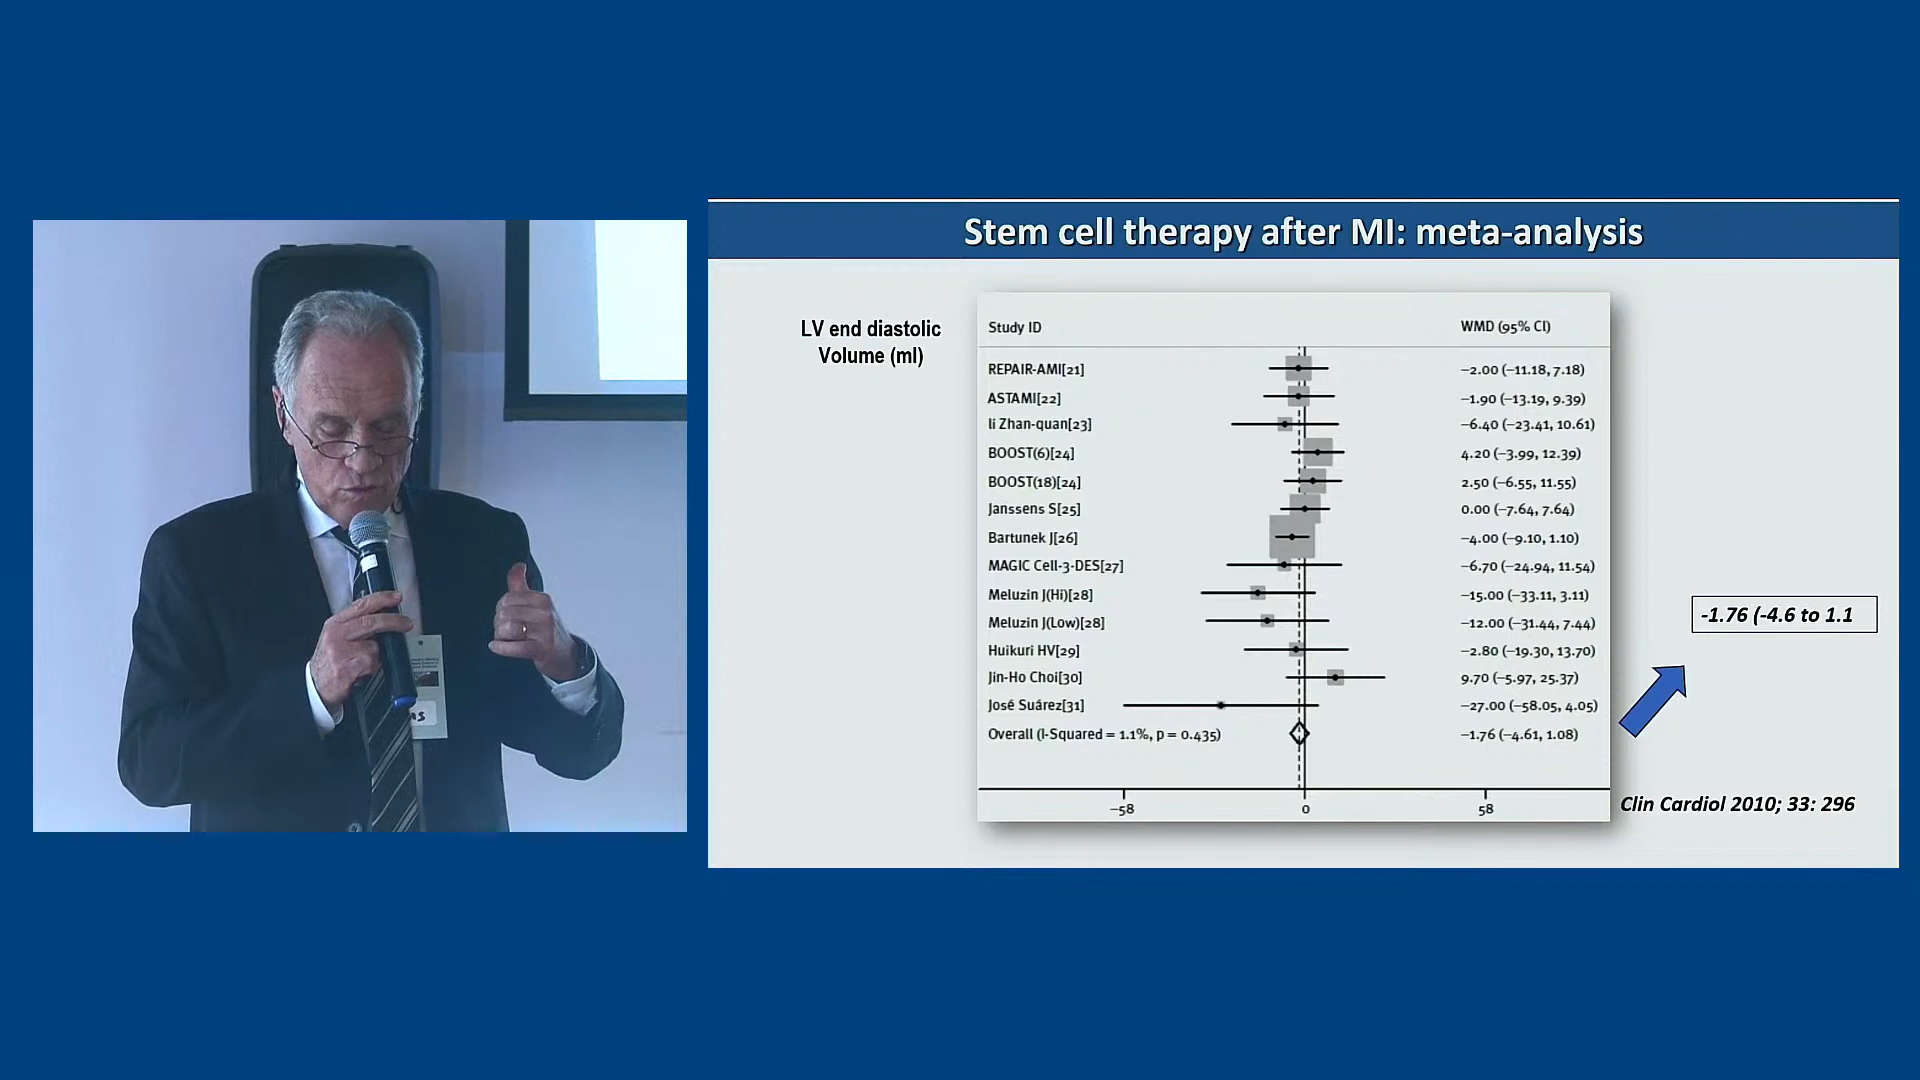 Stem cell therapy after MI: meta-analysis
LV end diastolic
Volume (ml)
Study ID WMD (95% CI)
REPAIR-AMI[21] −2.00 (−11.18, 7.18)
ASTAMI[22] −1.90 (−13.19, 9.39)
li Zhan-quan[23] −6.40 (−23.41, 10.61)
BOOST(6)[24] 4.20 (−3.99, 12.39)
BOOST(18)[24] 2.50 (−6.55, 11.55)
Janssens S[25] 0.00 (−7.64, 7.64)
Bartunek J[26] −4.00 (−9.10, 1.10)
MAGIC Cell-3-DES[27] −6.70 (−24.94, 11.54)
Meluzin J(Hi)[28] −15.00 (−33.11, 3.11)
Meluzin J(Low)[28] −12.00 (−31.44, 7.44)
Huikuri HV[29] −2.80 (−19.30, 13.70)
Jin-Ho Choi[30] 9.70 (−5.97, 25.37)
José Suárez[31] −27.00 (−58.05, 4.05)
Overall (I-Squared = 1.1%, p = 0.435) −1.76 (−4.61, 1.08)
−58 0 58
-1.76 (-4.6 to 1.1
Clin Cardiol 2010; 33: 296